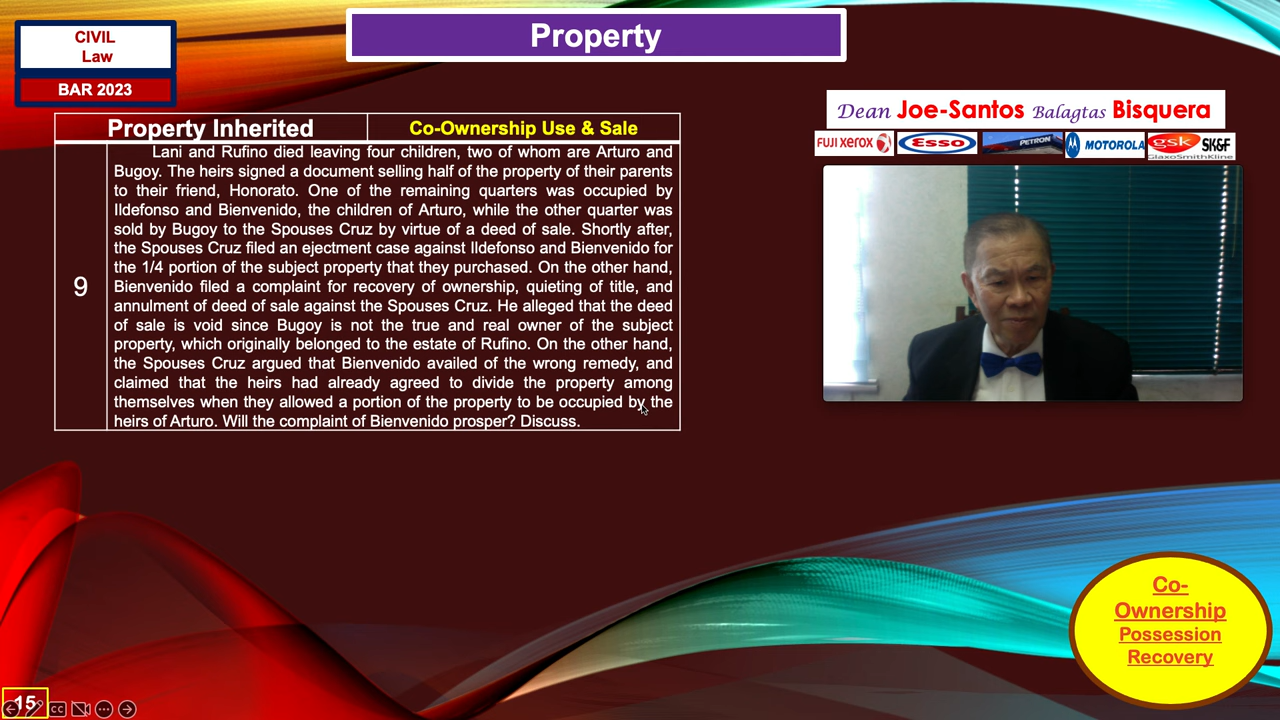 CIVIL
Law
BAR 2023
Property
Dean Joe-Santos Balagtas Bisquera
FUJI XEROX
ESSO
PETRON
MOTOROLA
gsk
SK&F
GlaxoSmithKline
Property Inherited
Co-Ownership Use & Sale
9
Lani and Rufino died leaving four children, two of whom are Arturo and
Bugoy. The heirs signed a document selling half of the property of their parents
to their friend, Honorato. One of the remaining quarters was occupied by
Ildefonso and Bienvenido, the children of Arturo, while the other quarter was
sold by Bugoy to the Spouses Cruz by virtue of a deed of sale. Shortly after,
the Spouses Cruz filed an ejectment case against Ildefonso and Bienvenido for
the 1/4 portion of the subject property that they purchased. On the other hand,
Bienvenido filed a complaint for recovery of ownership, quieting of title, and
annulment of deed of sale against the Spouses Cruz. He alleged that the deed
of sale is void since Bugoy is not the true and real owner of the subject
property, which originally belonged to the estate of Rufino. On the other hand,
the Spouses Cruz argued that Bienvenido availed of the wrong remedy, and
claimed that the heirs had already agreed to divide the property among
themselves when they allowed a portion of the property to be occupied by the
heirs of Arturo. Will the complaint of Bienvenido prosper? Discuss.
Co-
Ownership
Possession
Recovery
15
CC